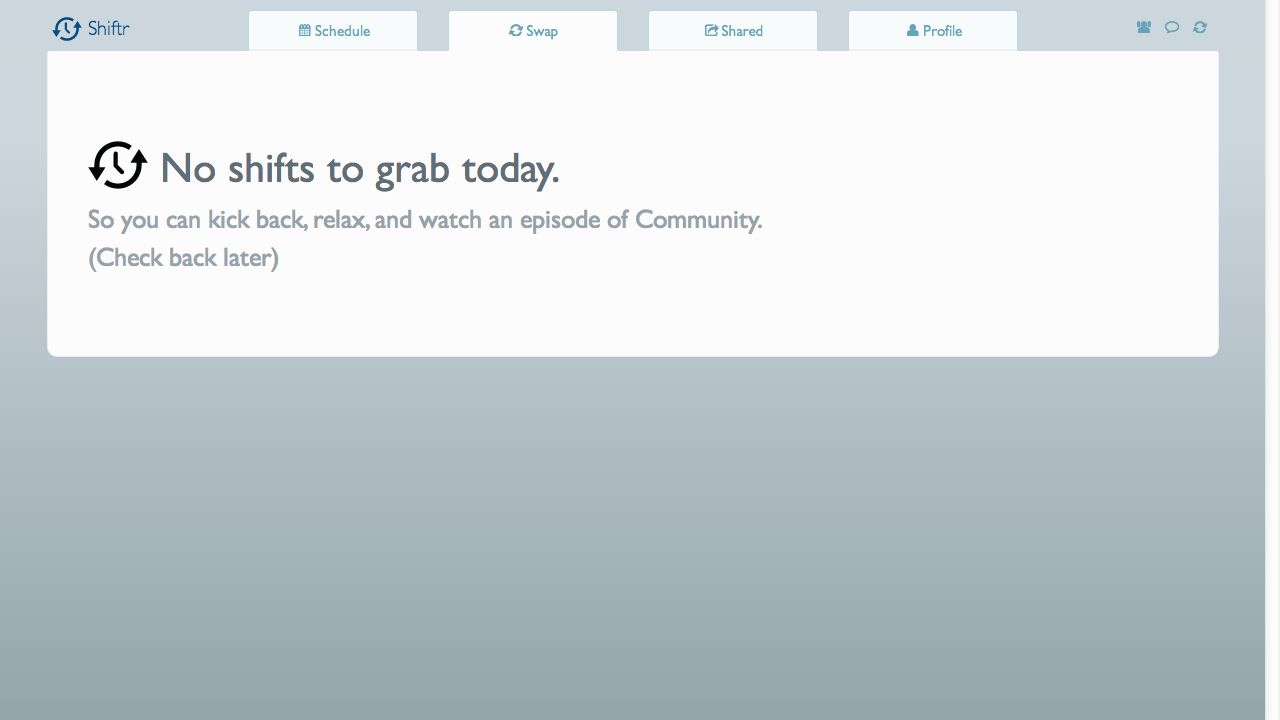 Shiftr
Schedule
Swap
Shared
Profile
No shifts to grab today.
So you can kick back, relax, and watch an episode of Community.
(Check back later)